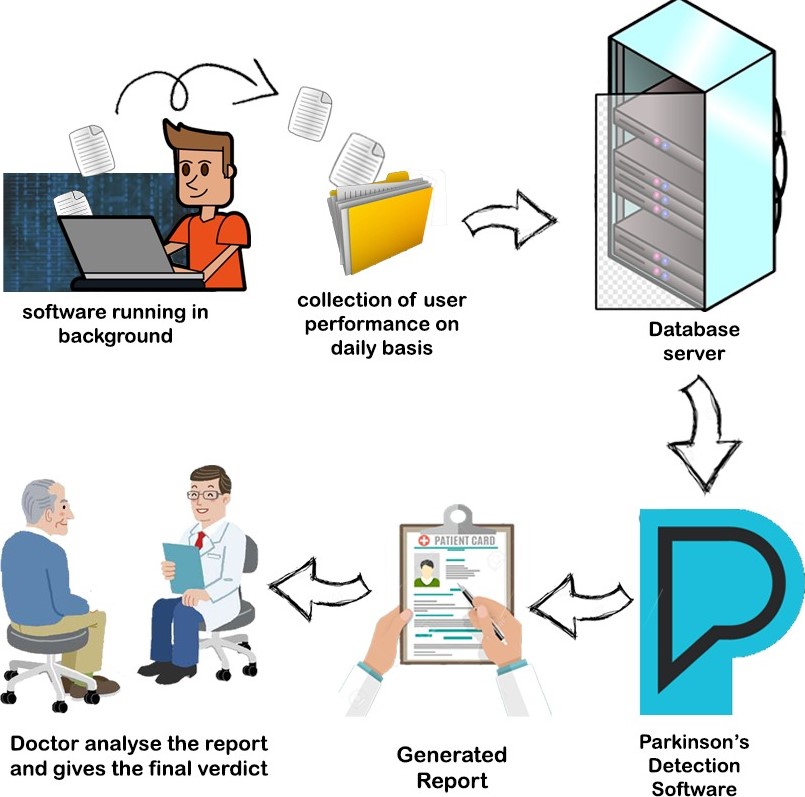 software running in
background
collection of user
performance on
daily basis
Database
server
PATIENT CARD
Doctor analyse the report
and gives the final verdict
Generated
Report
Parkinson's
Detection
Software